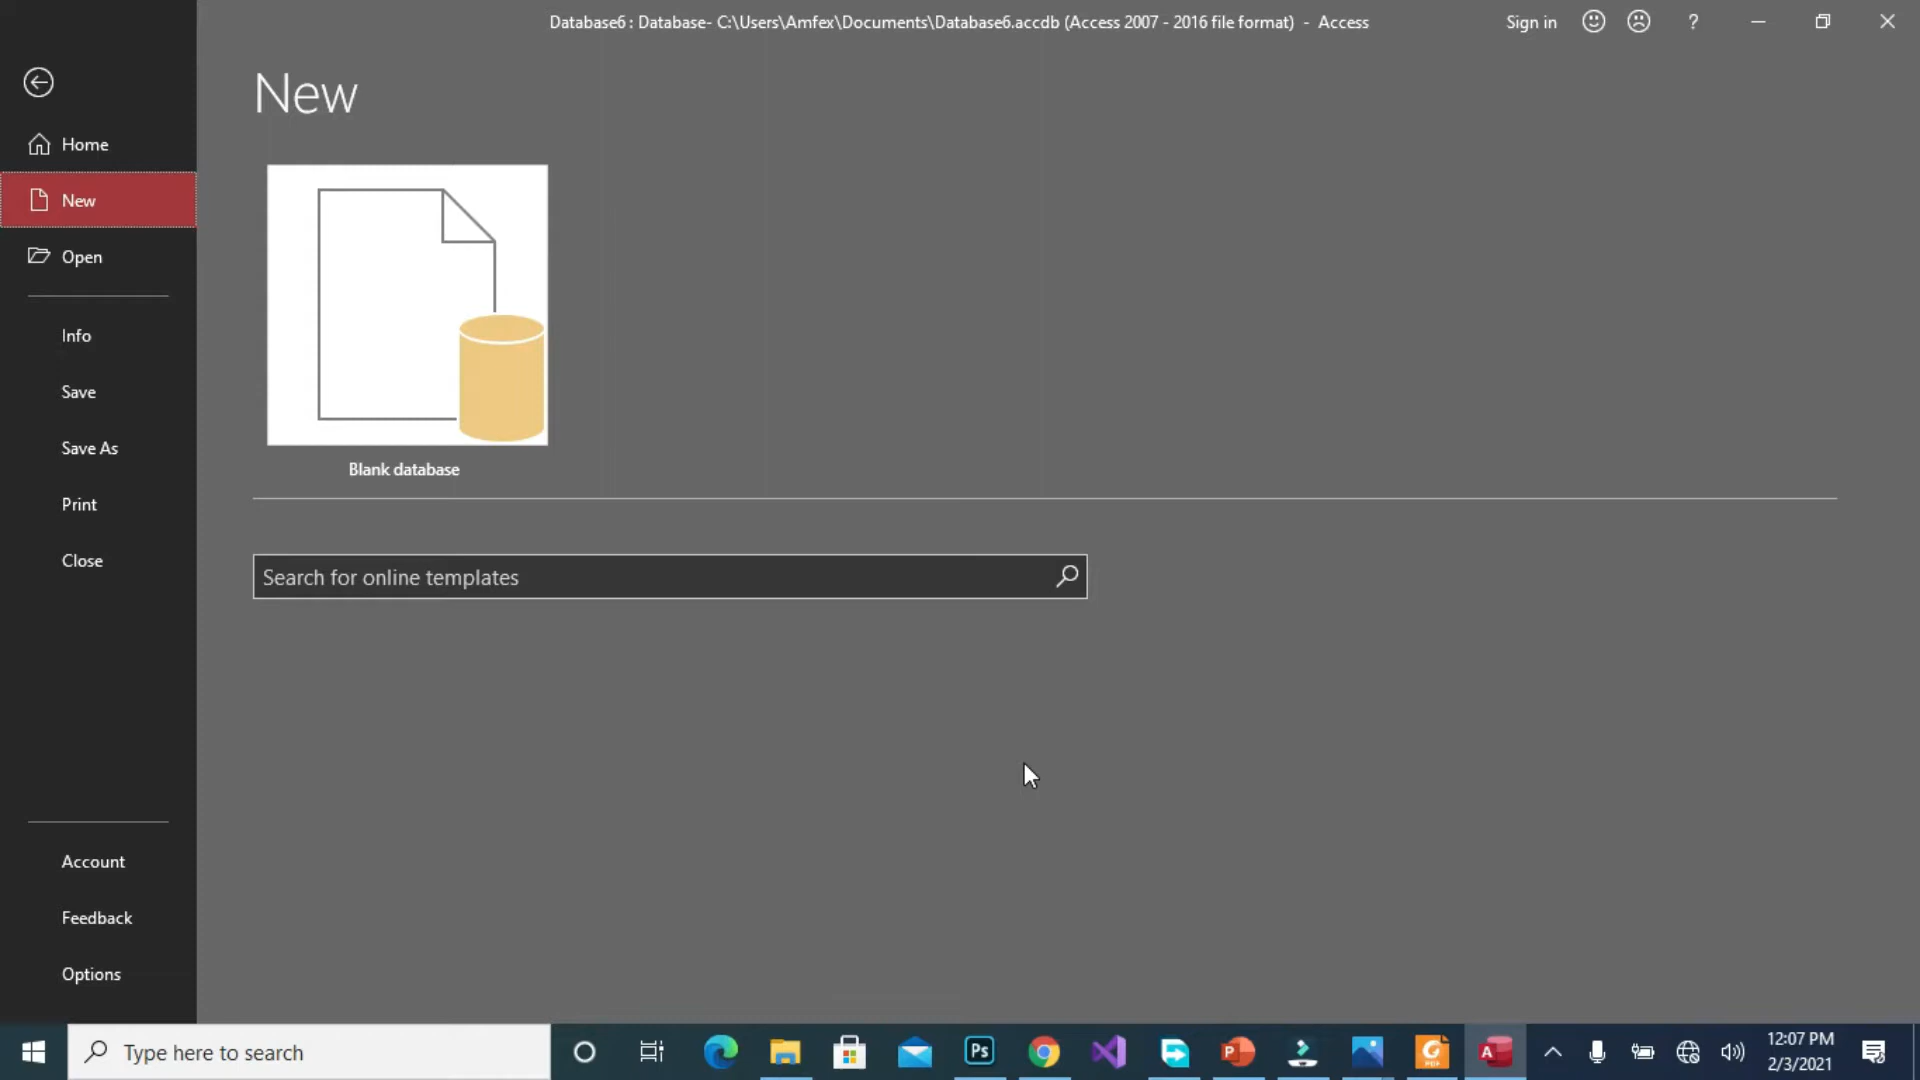 Database6 : Database- C:\Users\Amfex\Documents\Database6.accdb (Access 2007 - 2016 file format) - Access
Sign in
?
New
Home
New
Open
Info
Save
Save As
Print
Close
Blank database
Search for online templates
Account
Feedback
Options
Type here to search
Ps
P
PDF
A
12:07 PM
2/3/2021